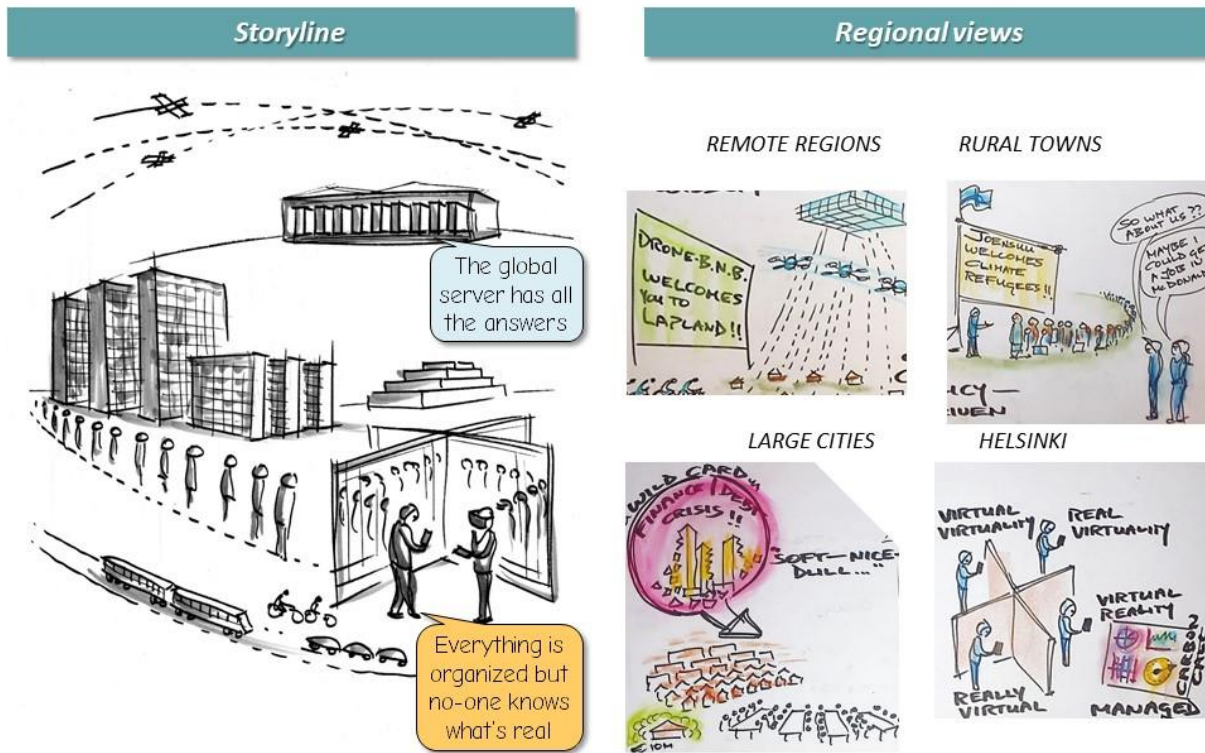 Storyline
The global
server has all
the answers
Everything is
organized but
no-one knows
what's real
Regional views
REMOTE REGIONS
DRONE-B.N.B.
WELCOMES
YOU TO
LAPLAND!!
RURAL TOWNS
JOENSUU
WELCOMES
CLIMATE
REFUGEES!!
SO WHAT
ABOUT US??
MAYBE I
COULD GET
A JOB IN
McDONALD
LARGE CITIES
"WILD CARD"
FINANCE/DEBT
CRISIS!!
"SOFT-NICE-
DULL..."
€10M
HELSINKI
VIRTUAL
VIRTUALITY
REAL
VIRTUALITY
VIRTUAL
REALITY
REALLY
VIRTUAL
MANAGED